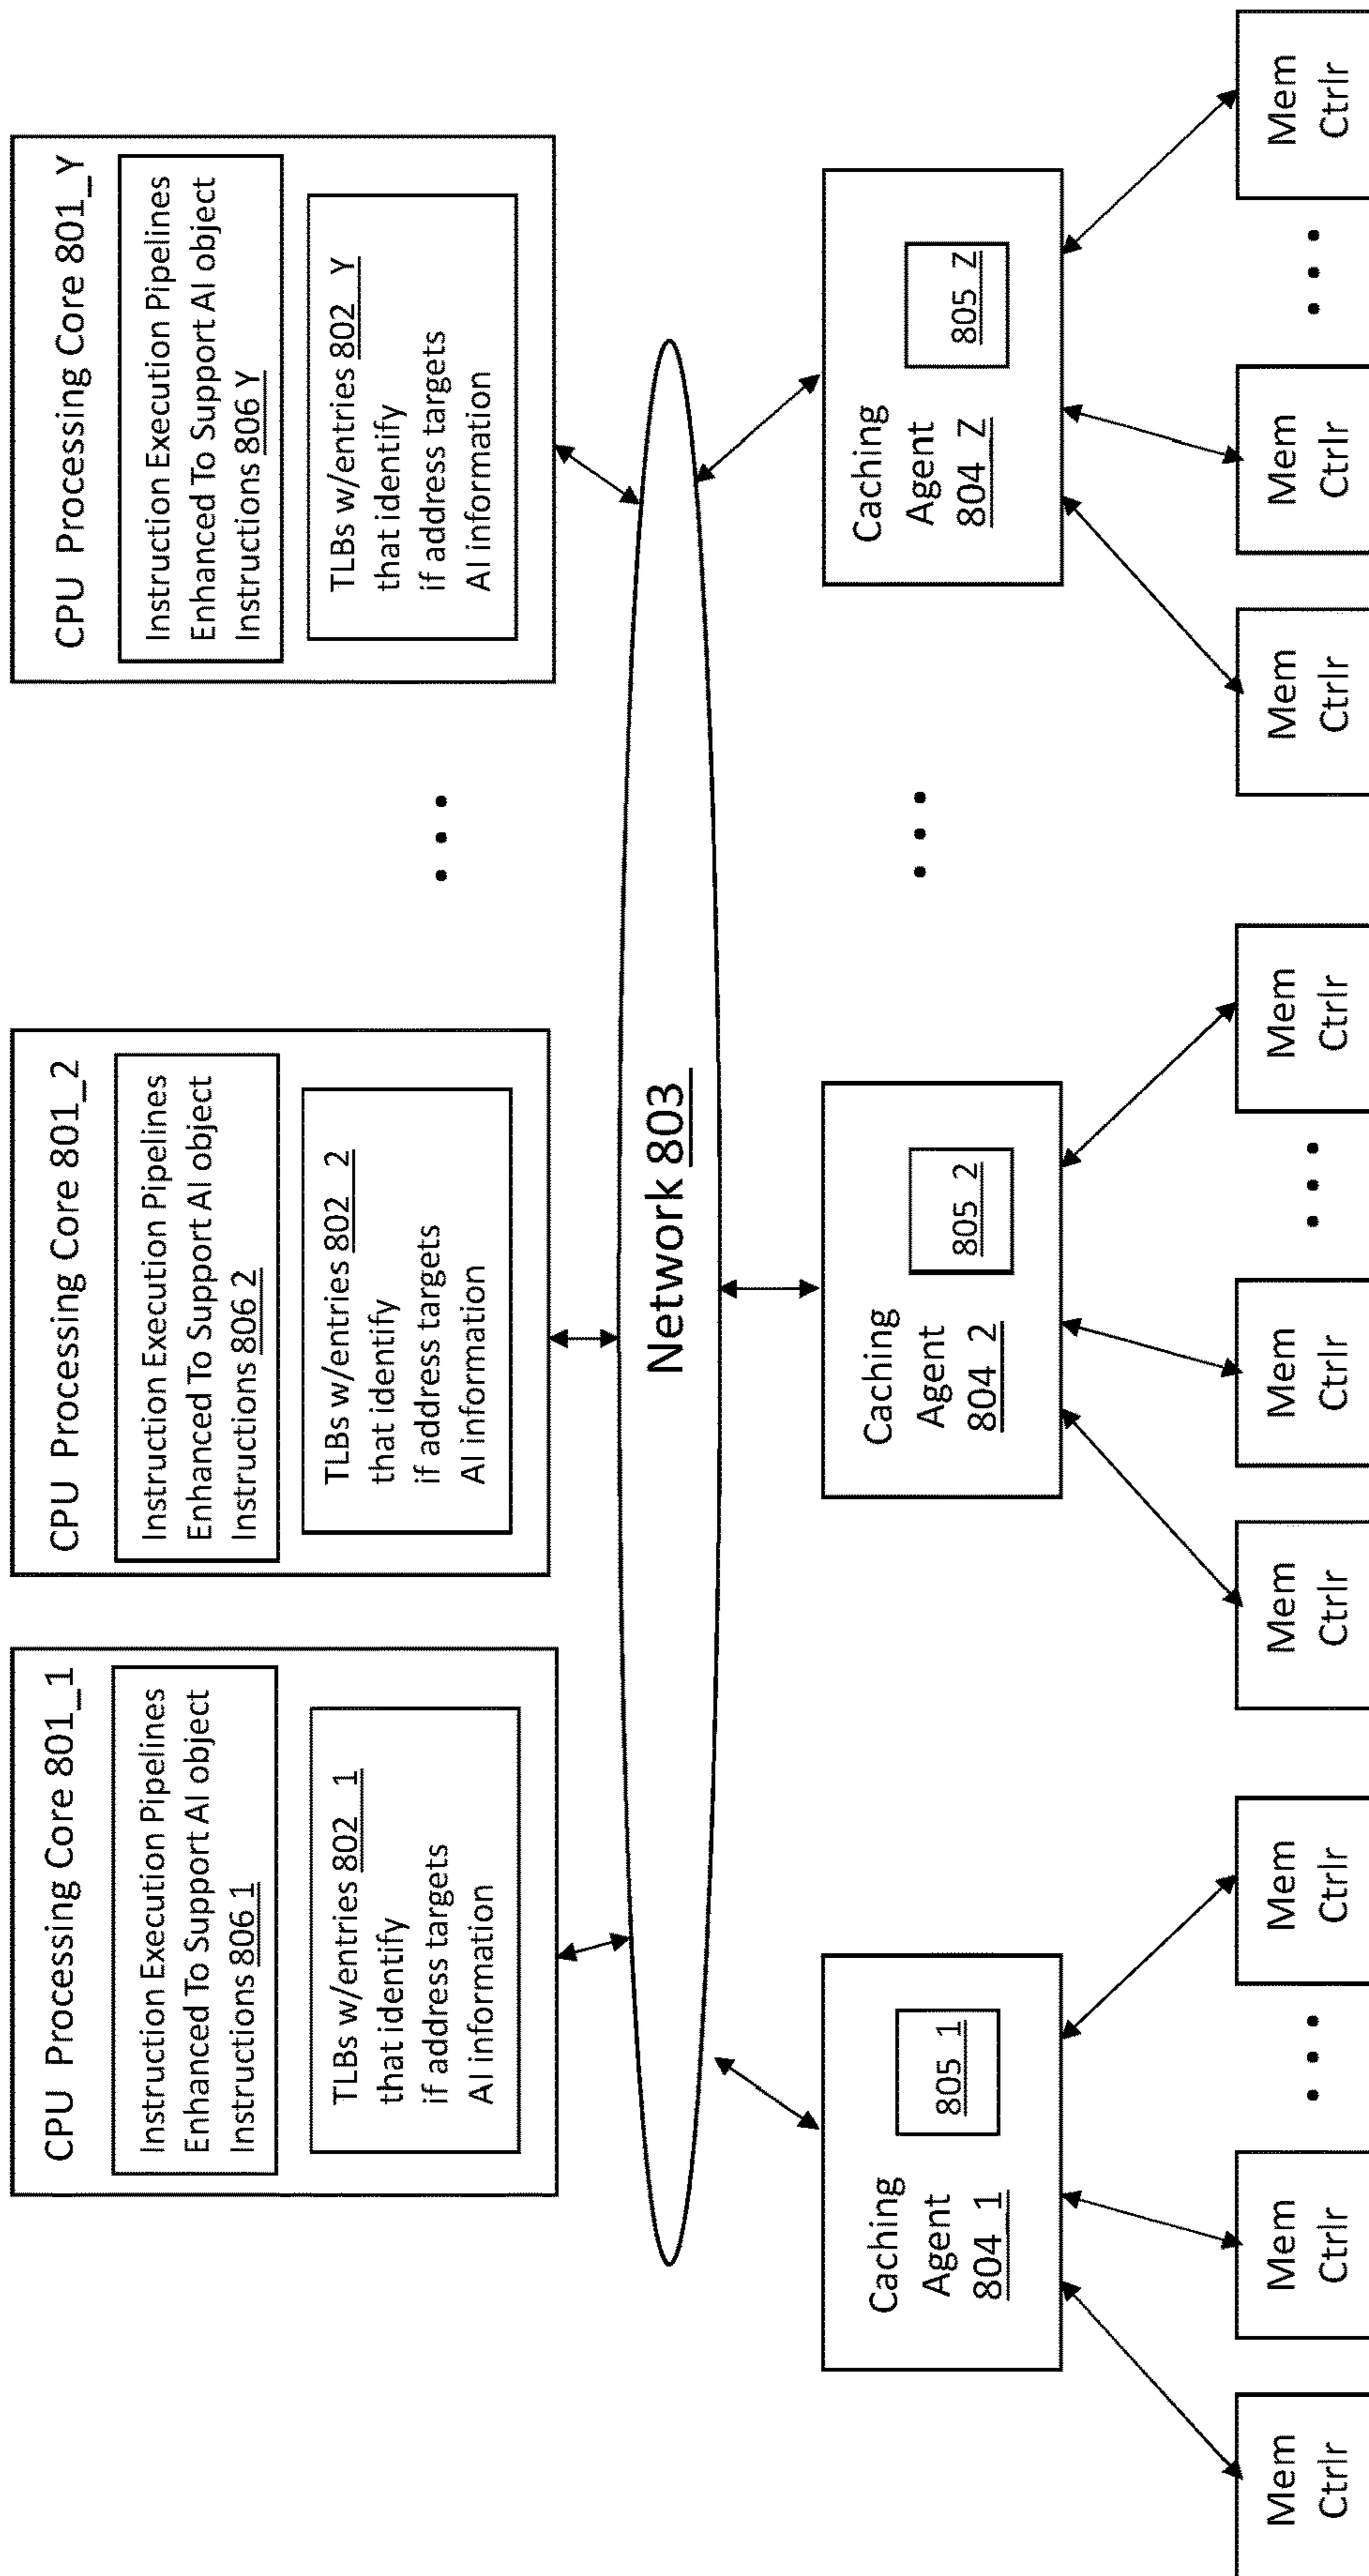 CPU Processing Core 801_1
Instruction Execution Pipelines
Enhanced To Support AI object
Instructions 806 1
TLBs w/entries 802_1
that identify
if address targets
AI information
CPU Processing Core 801_2
Instruction Execution Pipelines
Enhanced To Support AI object
Instructions 806 2
TLBs w/entries 802_2
that identify
if address targets
AI information
CPU Processing Core 801_Y
Instruction Execution Pipelines
Enhanced To Support AI object
Instructions 806 Y
TLBs w/entries 802_Y
that identify
if address targets
AI information
• • •
Network 803
Caching
Agent
804_1
805_1
Caching
Agent
804_2
805_2
• • •
Caching
Agent
804_Z
805_Z
Mem
Ctrlr
Mem
Ctrlr
• • •
Mem
Ctrlr
Mem
Ctrlr
Mem
Ctrlr
• • •
Mem
Ctrlr
Mem
Ctrlr
Mem
Ctrlr
• • •
Mem
Ctrlr